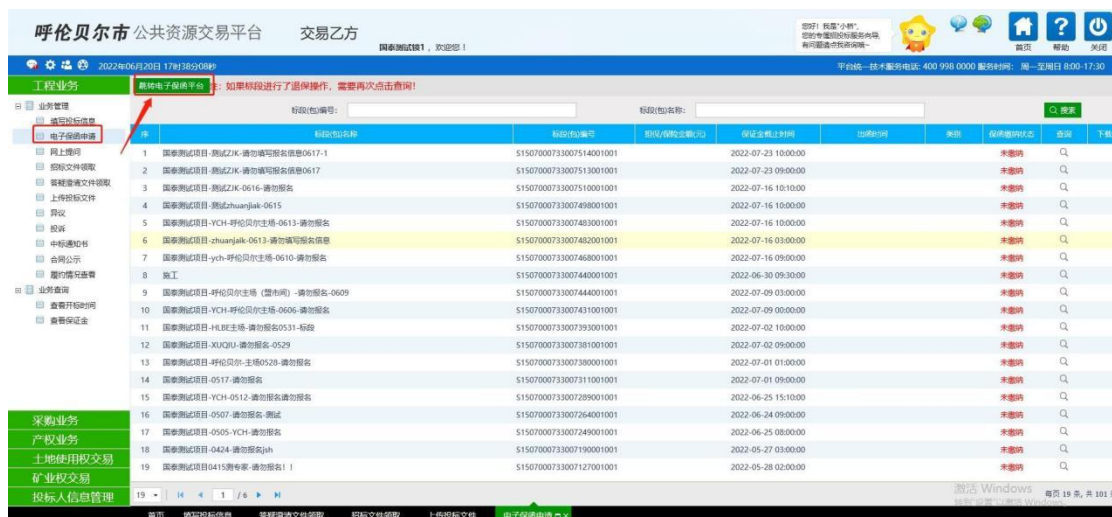 呼伦贝尔市 公共资源交易平台 交易乙方 国泰测试投1，欢迎您！
您好！我是"小桥"，
您的专属招投标服务向导，
有问题请点我咨询哦~
首页 帮助 关闭
2022年06月20日 17时38分08秒 平台统一技术服务电话: 400 998 0000 服务时间: 周一至周日 8:00-17:30
工程业务
业务管理
填写投标信息
电子保函申请
网上提问
招标文件领取
答疑澄清文件领取
上传投标文件
异议
投诉
中标通知书
合同公示
履约情况查看
业务查询
查看开标时间
查看保证金
采购业务
产权业务
土地使用权交易
矿业权交易
投标人信息管理
跳转电子保函平台 注：如果标段进行了退保操作，需要再次点击查询!
标段(包)编号: 标段(包)名称: 搜索
序 标段(包)名称 标段(包)编号 担保/保险金额(元) 保证金截止时间 出函时间 类别 保函缴纳状态 查询 下载
1 国泰测试项目-测试ZJK-请勿填写报名信息0617-1 S1507000733007514001001 2022-07-23 10:00:00 未缴纳
2 国泰测试项目-测试ZJK-请勿填写报名信息0617 S1507000733007513001001 2022-07-23 09:00:00 未缴纳
3 国泰测试项目-测试ZJK-0616-请勿报名 S1507000733007510001001 2022-07-16 10:10:00 未缴纳
4 国泰测试项目-测试zhuanjiak-0615 S1507000733007498001001 2022-07-16 10:00:00 未缴纳
5 国泰测试项目-YCH-呼伦贝尔主场-0613-请勿报名 S1507000733007483001001 2022-07-16 10:00:00 未缴纳
6 国泰测试项目-zhuanjaik-0613-请勿填写报名信息 S1507000733007482001001 2022-07-16 03:00:00 未缴纳
7 国泰测试项目-ych-呼伦贝尔主场-0610-请勿报名 S1507000733007468001001 2022-07-16 09:00:00 未缴纳
8 施工 S1507000733007440001001 2022-06-30 09:30:00 未缴纳
9 国泰测试项目-呼伦贝尔主场（盟市间）-请勿报名-0609 S1507000733007444001001 2022-07-09 03:00:00 未缴纳
10 国泰测试项目-YCH-呼伦贝尔主场-0606-请勿报名 S1507000733007431001001 2022-07-09 00:00:00 未缴纳
11 国泰测试项目-HLBE主场-请勿报名0531-标段 S1507000733007393001001 2022-07-02 10:00:00 未缴纳
12 国泰测试项目-XUQIU-请勿报名-0529 S1507000733007381001001 2022-07-02 09:00:00 未缴纳
13 国泰测试项目-呼伦贝尔-主场0528-请勿报名 S1507000733007380001001 2022-07-01 01:00:00 未缴纳
14 国泰测试项目-0517-请勿报名 S1507000733007311001001 2022-07-01 09:00:00 未缴纳
15 国泰测试项目-YCH-0512-请勿报名请勿报名 S1507000733007289001001 2022-06-25 15:10:00 未缴纳
16 国泰测试项目-0507-请勿报名-测试 S1507000733007264001001 2022-06-24 09:00:00 未缴纳
17 国泰测试项目-0505-YCH-请勿报名 S1507000733007249001001 2022-06-25 08:00:00 未缴纳
18 国泰测试项目-0424-请勿报名jsh S1507000733007190001001 2022-05-27 03:00:00 未缴纳
19 国泰测试项目0415测专家-请勿报名！！ S1507000733007127001001 2022-05-28 02:00:00 未缴纳
19 1 /6 每页 19 条, 共 101
激活 Windows
转到"设置"以激活 Windows。
首页 填写投标信息 答疑澄清文件领取 招标文件领取 上传投标文件 电子保函申请